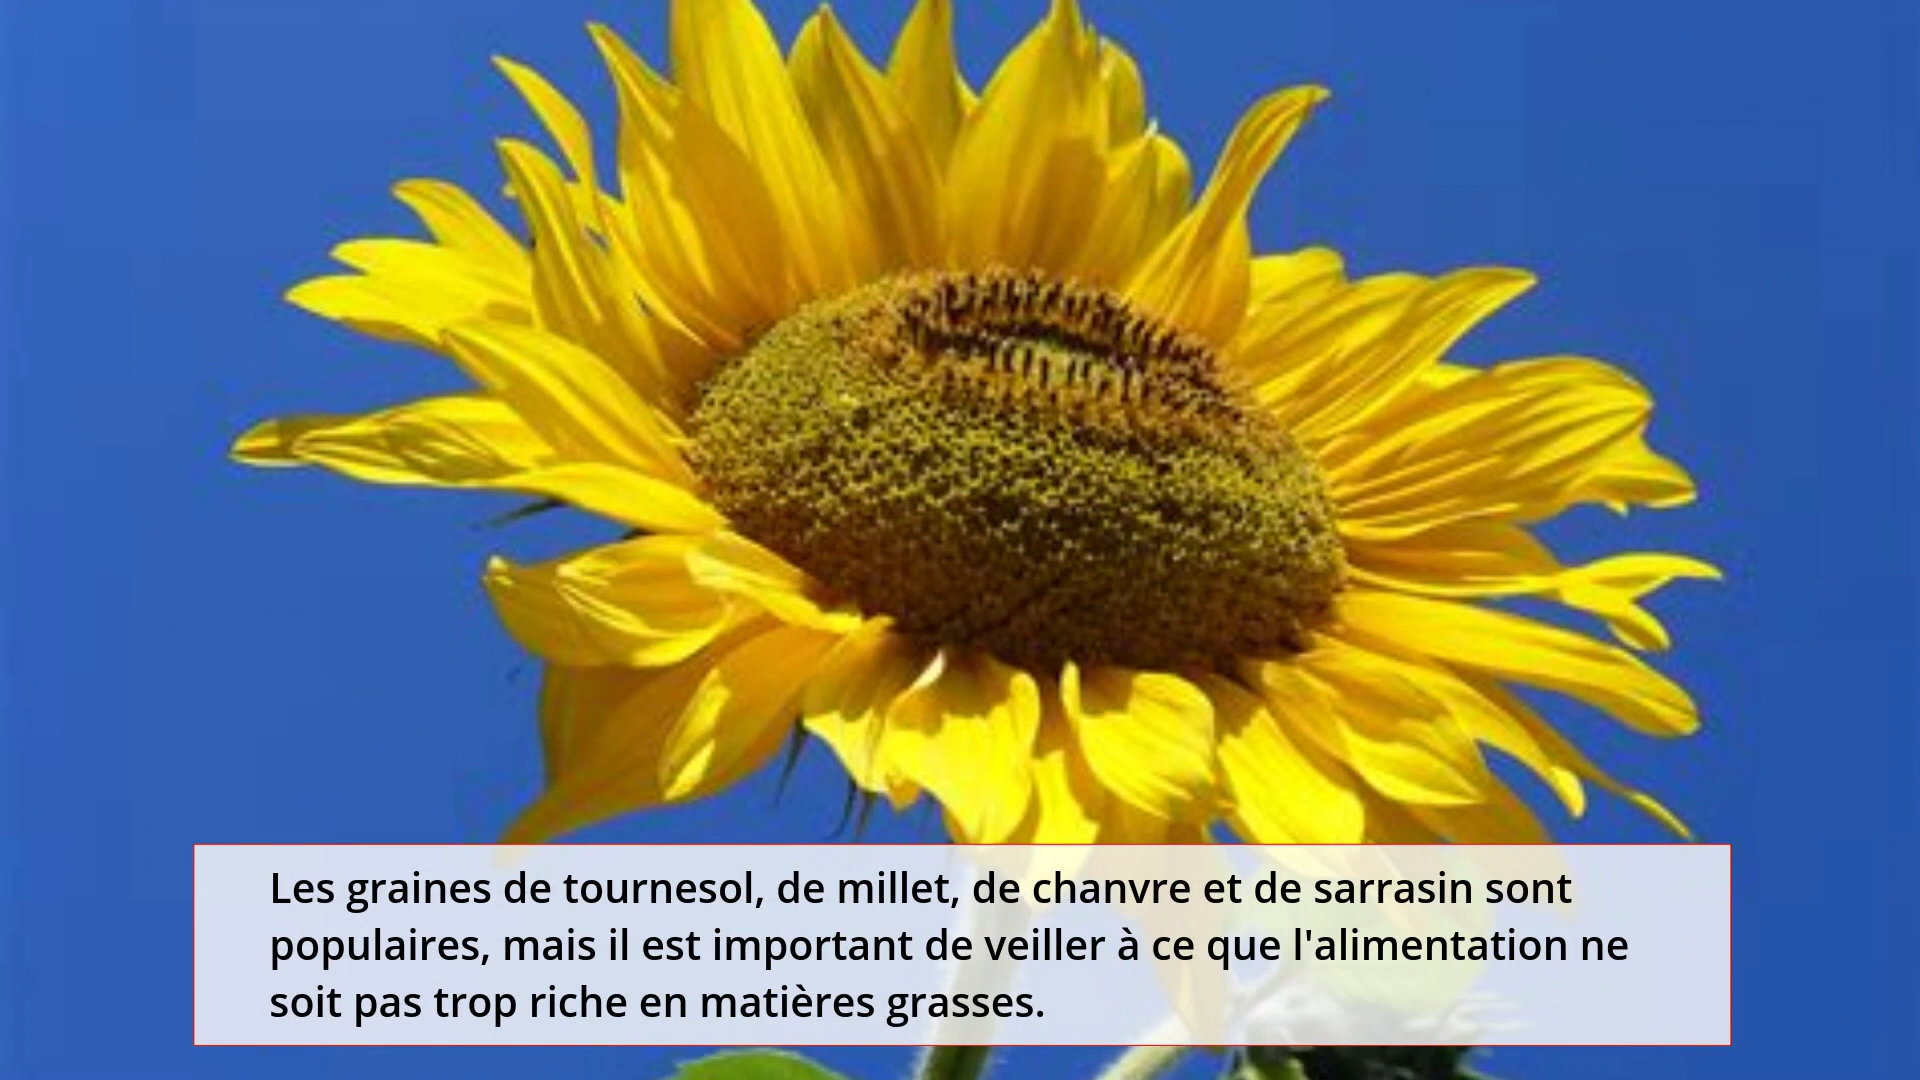 Les graines de tournesol, de millet, de chanvre et de sarrasin sont
populaires, mais il est important de veiller à ce que l'alimentation ne
soit pas trop riche en matières grasses.